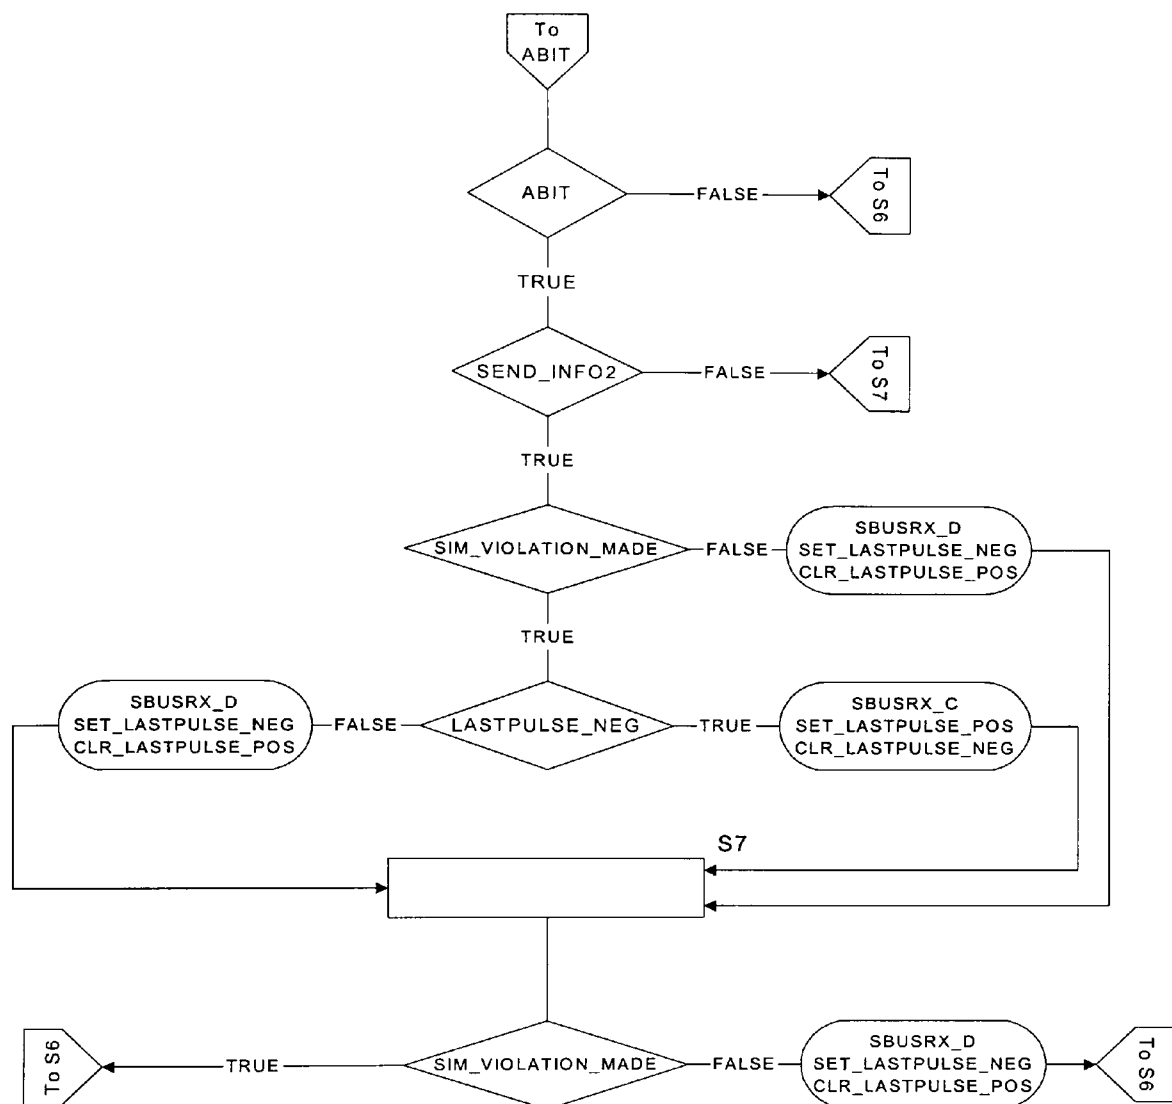 To
ABIT
ABIT
FALSE
To S6
TRUE
SEND_INFO2
FALSE
To S7
TRUE
SIM_VIOLATION_MADE
FALSE
SBUSRX_D
SET_LASTPULSE_NEG
CLR_LASTPULSE_POS
TRUE
SBUSRX_D
SET_LASTPULSE_NEG
CLR_LASTPULSE_POS
FALSE
LASTPULSE_NEG
TRUE
SBUSRX_C
SET_LASTPULSE_POS
CLR_LASTPULSE_NEG
S7
To S6
TRUE
SIM_VIOLATION_MADE
FALSE
SBUSRX_D
SET_LASTPULSE_NEG
CLR_LASTPULSE_POS
To S6